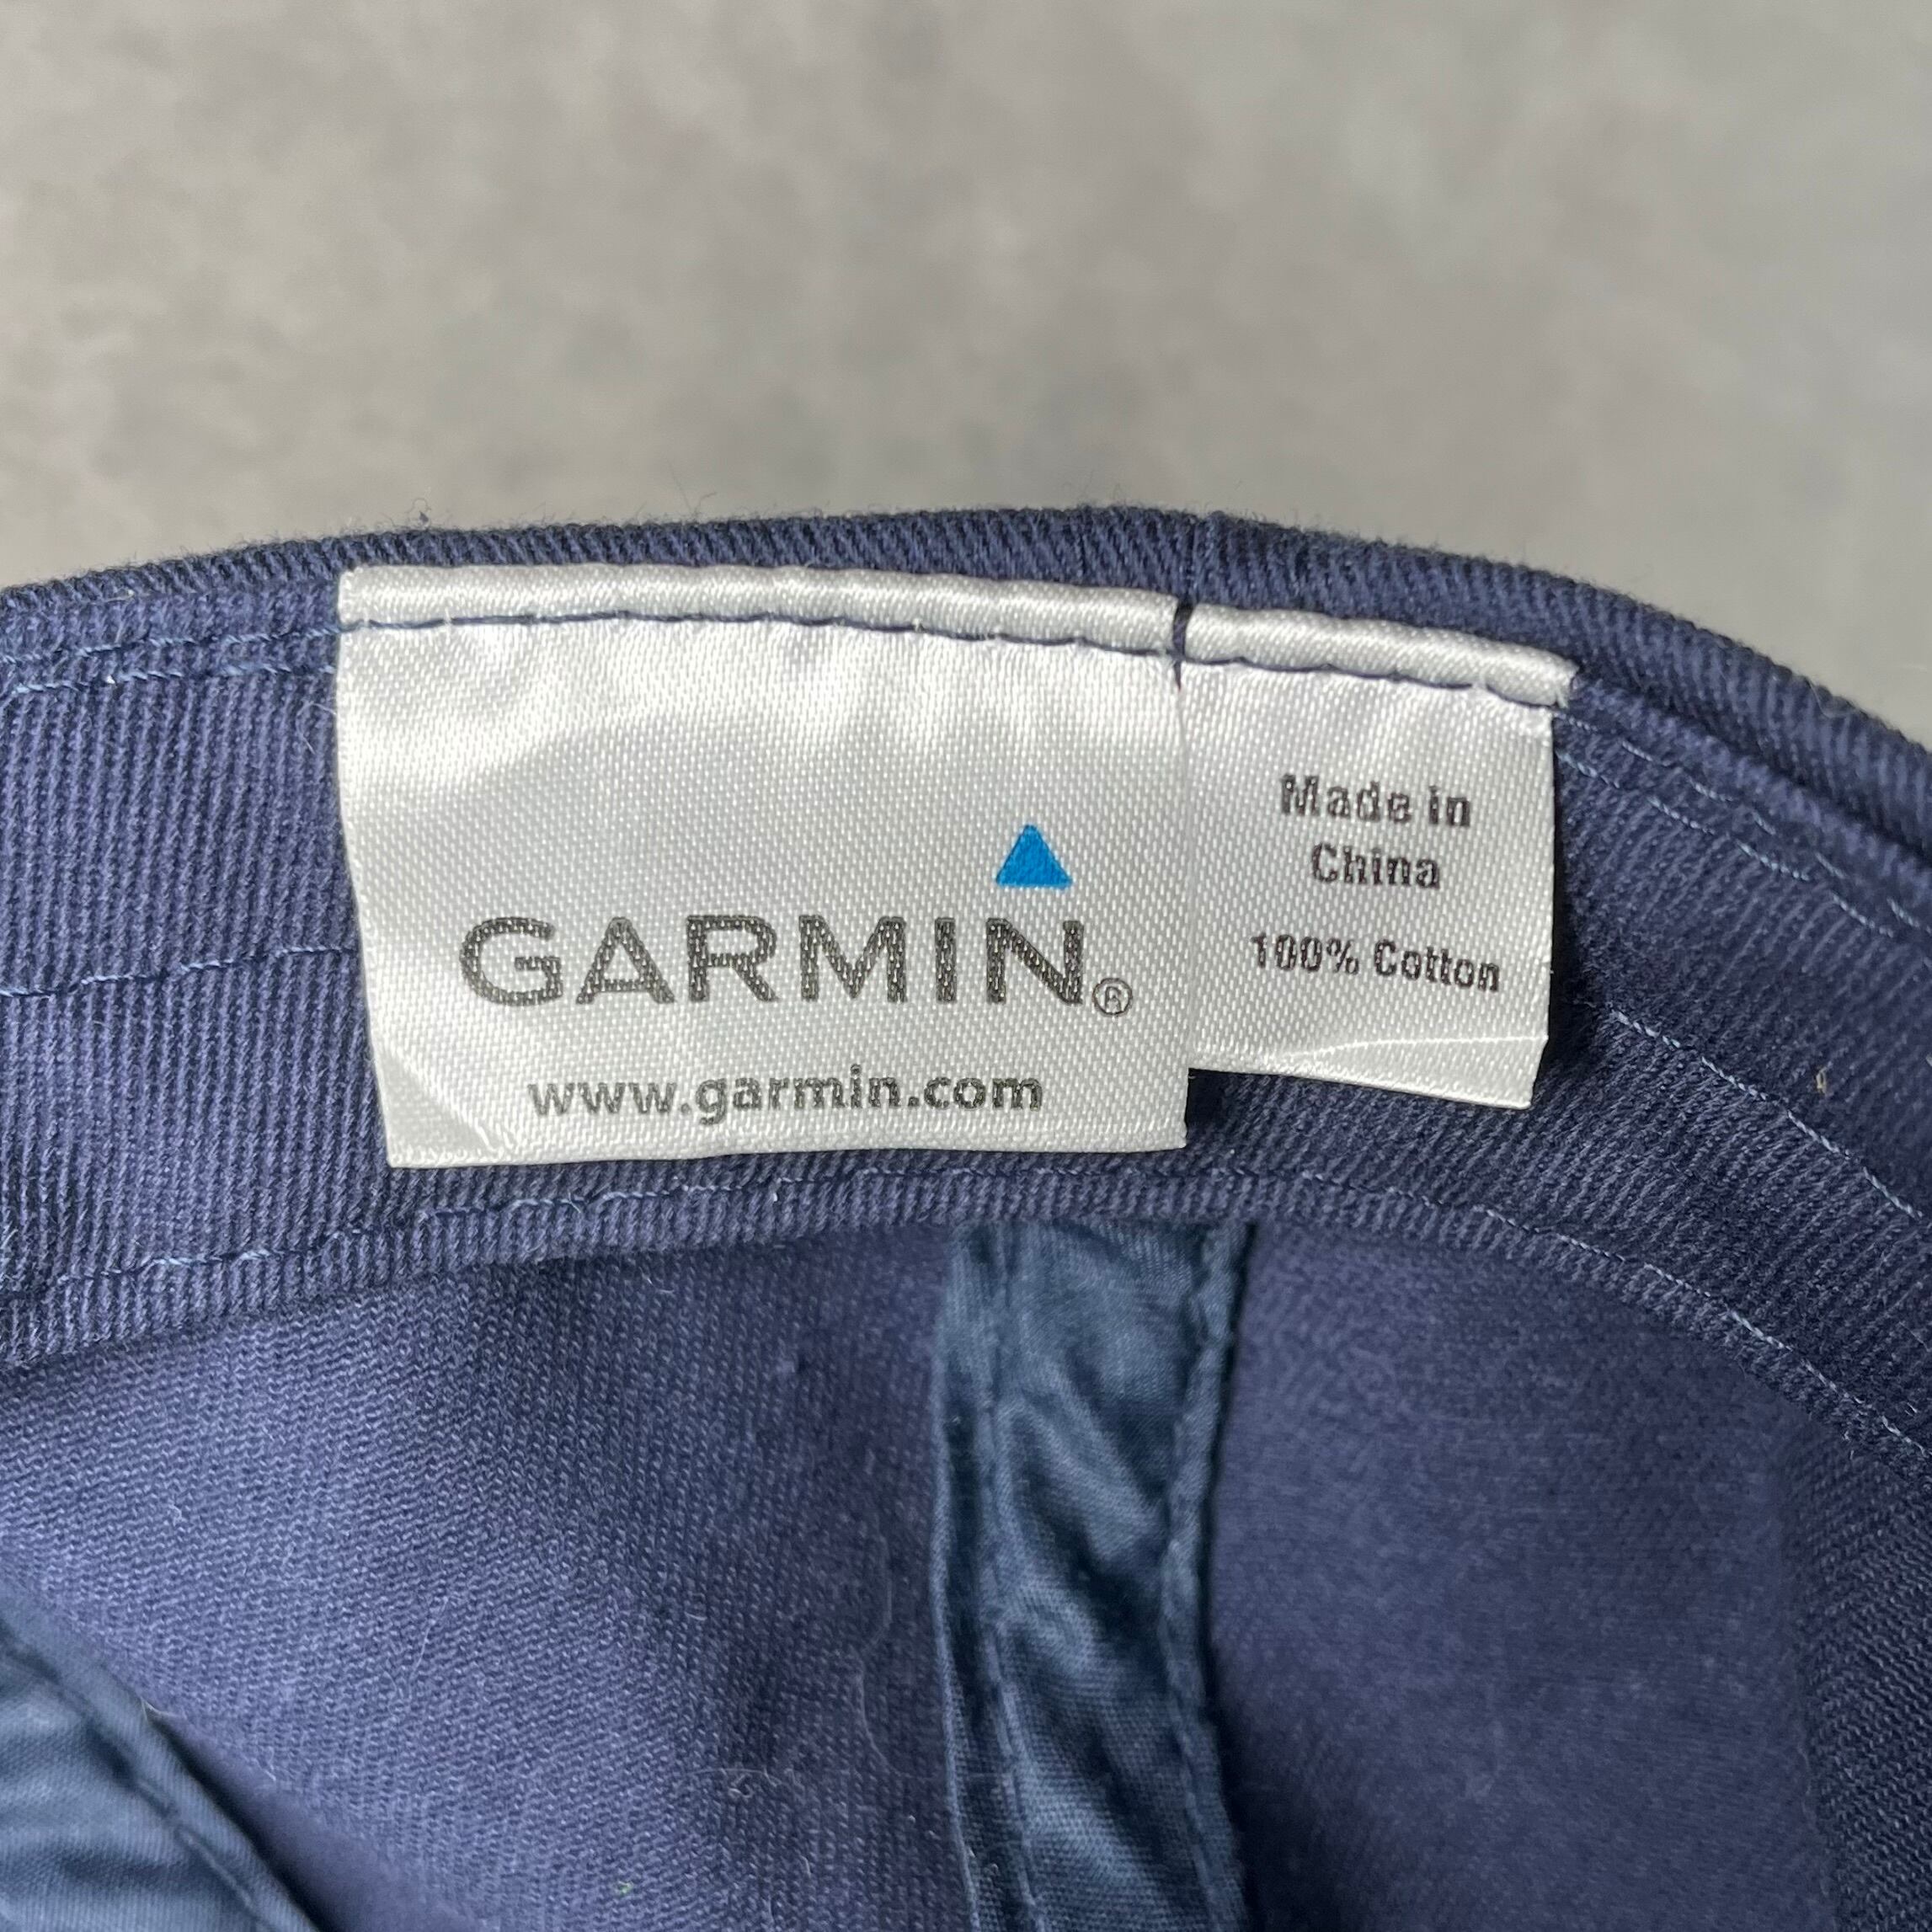 GARMIN®
www.garmin.com
Made in
China
100% Cotton